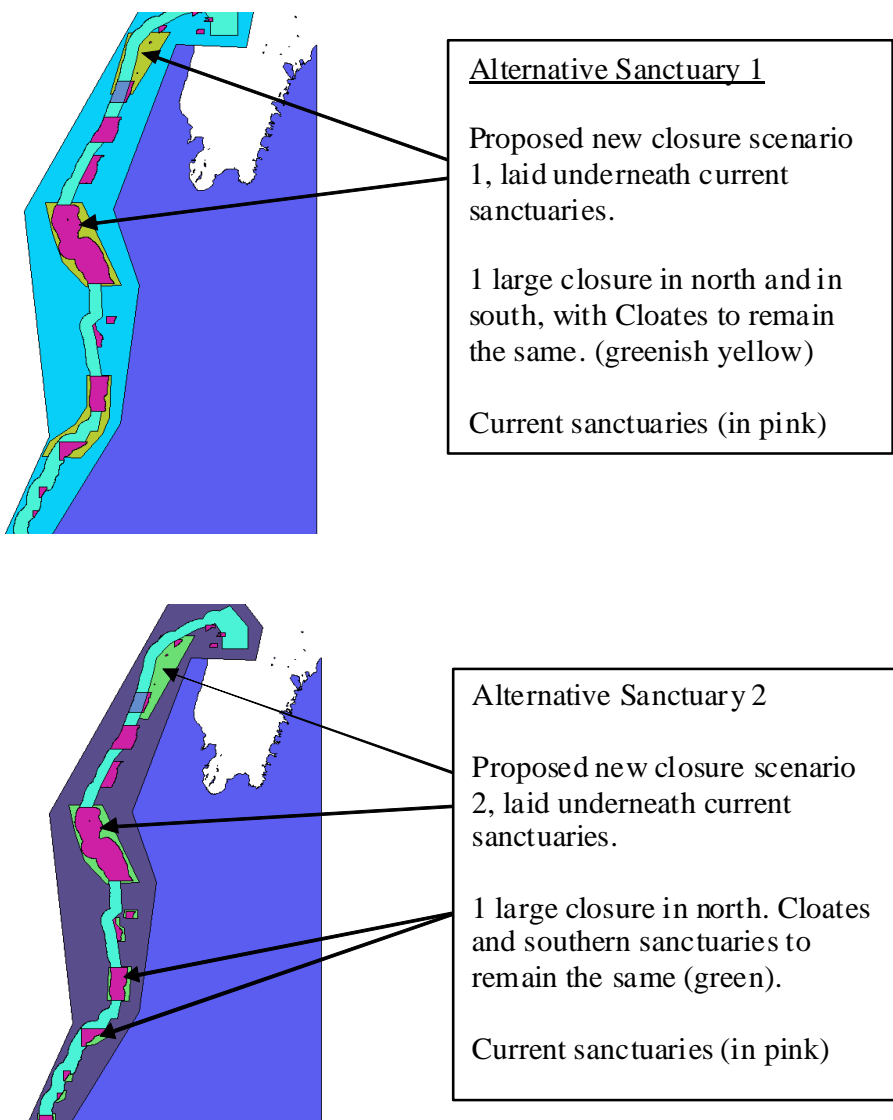 Alternative Sanctuary 1
Proposed new closure scenario
1, laid underneath current
sanctuaries.
1 large closure in north and in
south, with Cloates to remain
the same. (greenish yellow)
Current sanctuaries (in pink)
Alternative Sanctuary 2
Proposed new closure scenario
2, laid underneath current
sanctuaries.
1 large closure in north. Cloates
and southern sanctuaries to
remain the same (green).
Current sanctuaries (in pink)